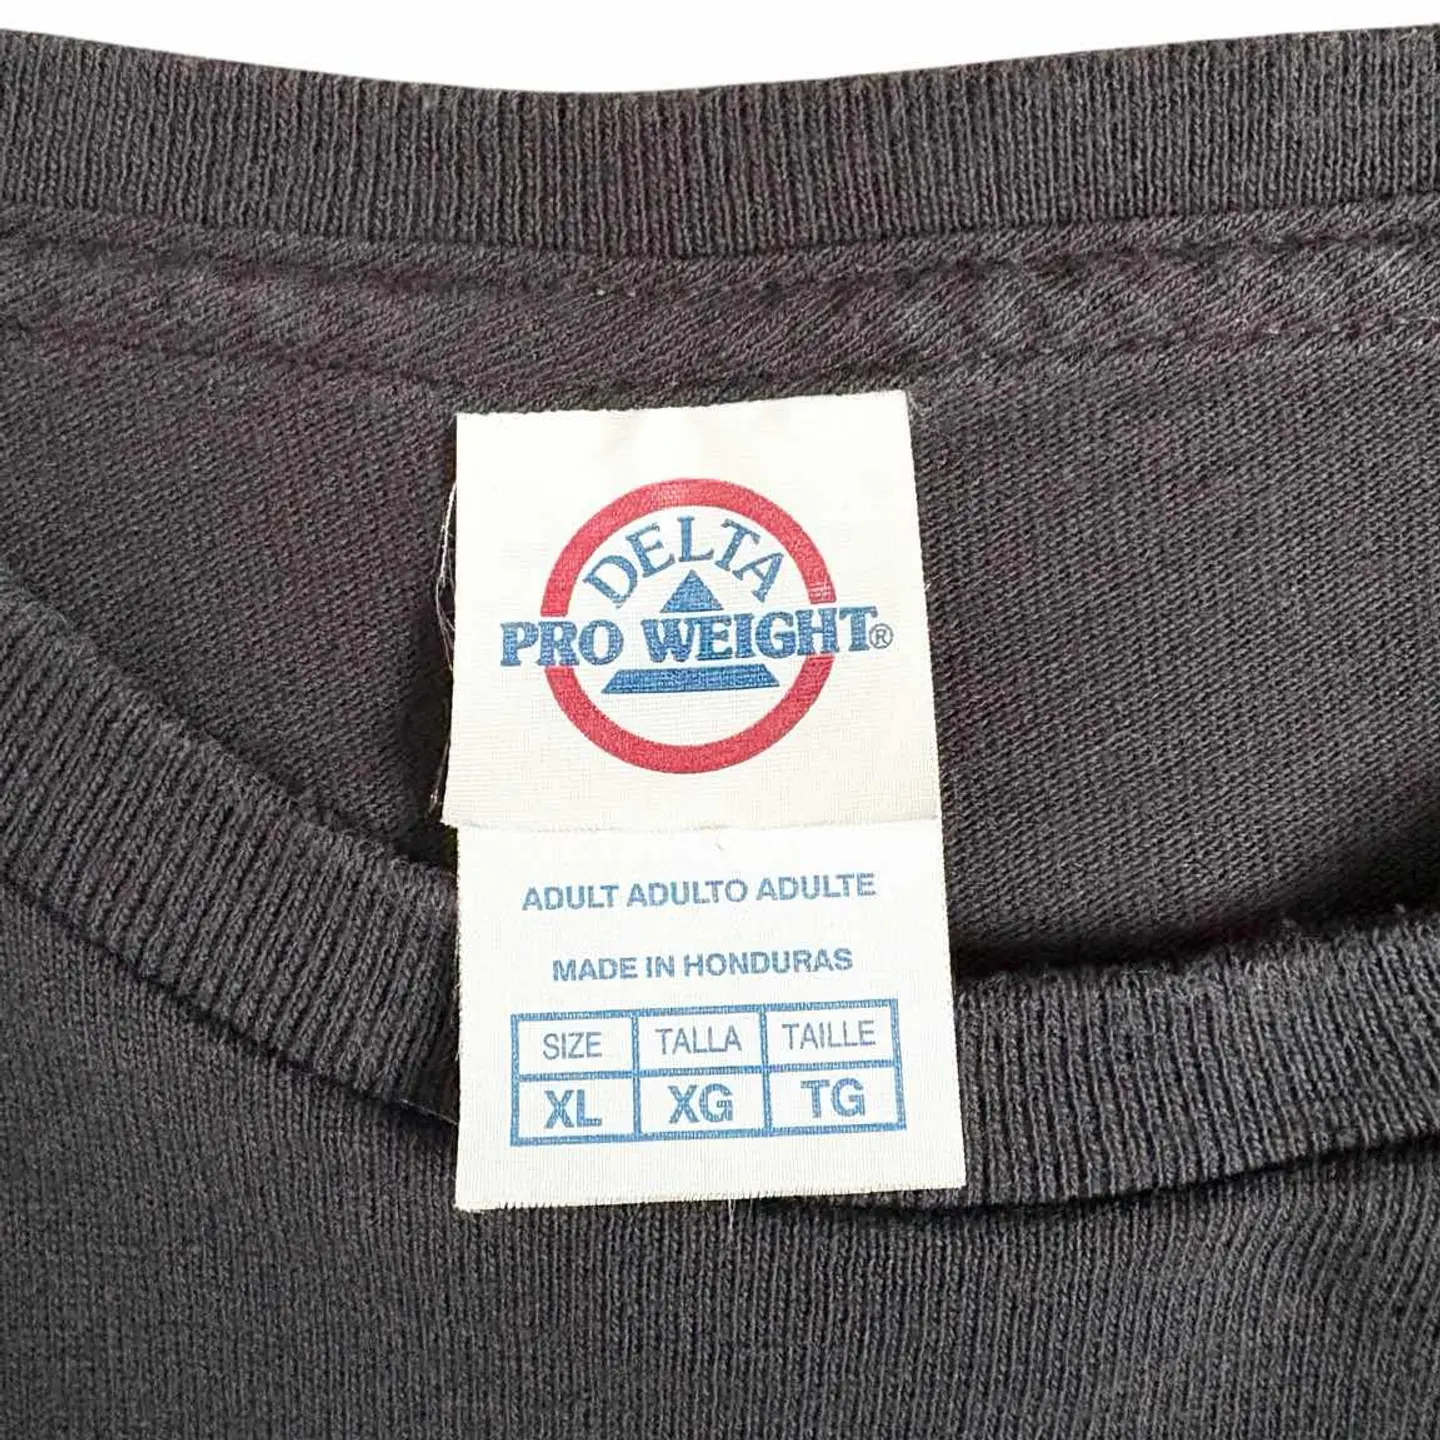 DELTA
PRO WEIGHT®
ADULT ADULTO ADULTE
MADE IN HONDURAS
SIZE TALLA TAILLE
XL XG TG